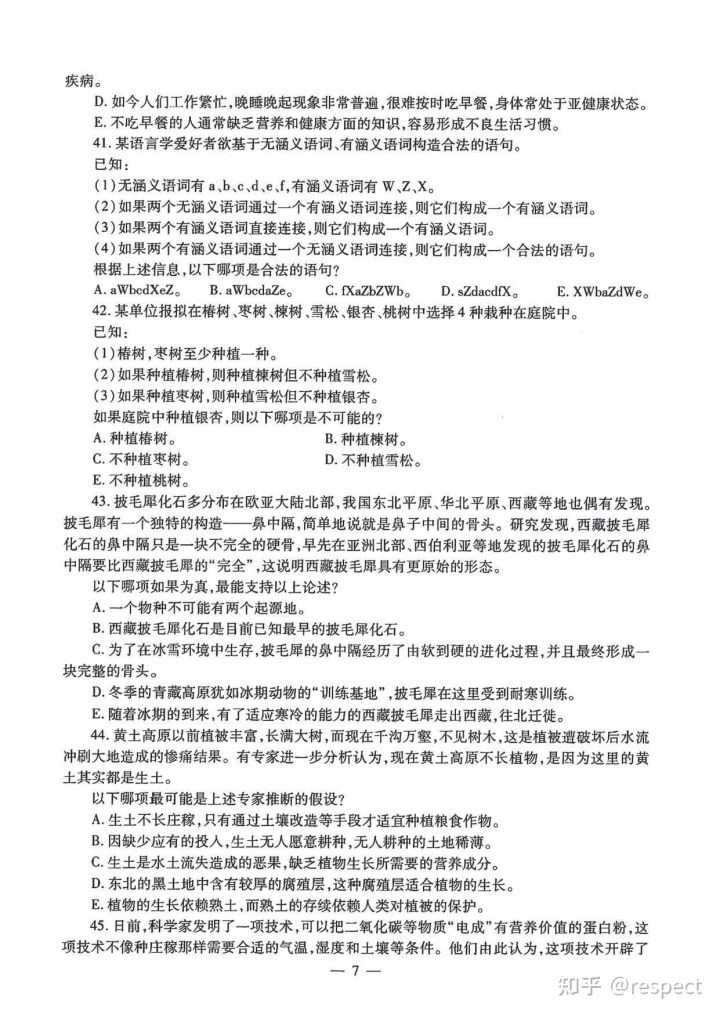 疾病。
D. 如今人们工作繁忙,晚睡晚起现象非常普遍,很难按时吃早餐,身体常处于亚健康状态。
E. 不吃早餐的人通常缺乏营养和健康方面的知识,容易形成不良生活习惯。
41. 某语言学爱好者欲基于无涵义语词、有涵义语词构造合法的语句。
已知:
(1)无涵义语词有 a、b、c、d、e、f,有涵义语词有 W、Z、X。
(2)如果两个无涵义语词通过一个有涵义语词连接,则它们构成一个有涵义语词。
(3)如果两个有涵义语词直接连接,则它们构成一个有涵义语词。
(4)如果两个有涵义语词通过一个无涵义语词连接,则它们构成一个合法的语句。
根据上述信息,以下哪项是合法的语句?
A. aWbcdXeZ。 B. aWbcdaZe。 C. fXaZbZWb。 D. sZdacdfX。 E. XWbaZdWe。
42. 某单位报拟在椿树、枣树、楝树、雪松、银杏、桃树中选择 4 种栽种在庭院中。
已知:
(1)椿树,枣树至少种植一种。
(2)如果种植椿树,则种植楝树但不种植雪松。
(3)如果种植枣树,则种植雪松但不种植银杏。
如果庭院中种植银杏,则以下哪项是不可能的?
A. 种植椿树。 B. 种植楝树。
C. 不种植枣树。 D. 不种植雪松。
E. 不种植桃树。
43. 披毛犀化石多分布在欧亚大陆北部,我国东北平原、华北平原、西藏等地也偶有发现。
披毛犀有一个独特的构造——鼻中隔,简单地说就是鼻子中间的骨头。研究发现,西藏披毛犀
化石的鼻中隔只是一块不完全的硬骨,早先在亚洲北部、西伯利亚等地发现的披毛犀化石的鼻
中隔要比西藏披毛犀的“完全”,这说明西藏披毛犀具有更原始的形态。
以下哪项如果为真,最能支持以上论述?
A. 一个物种不可能有两个起源地。
B. 西藏披毛犀化石是目前已知最早的披毛犀化石。
C. 为了在冰雪环境中生存,披毛犀的鼻中隔经历了由软到硬的进化过程,并且最终形成一
块完整的骨头。
D. 冬季的青藏高原犹如冰期动物的“训练基地”,披毛犀在这里受到耐寒训练。
E. 随着冰期的到来,有了适应寒冷的能力的西藏披毛犀走出西藏,往北迁徙。
44. 黄土高原以前植被丰富,长满大树,而现在千沟万壑,不见树木,这是植被遭破坏后水流
冲刷大地造成的惨痛结果。有专家进一步分析认为,现在黄土高原不长植物,是因为这里的黄
土其实都是生土。
以下哪项最可能是上述专家推断的假设?
A. 生土不长庄稼,只有通过土壤改造等手段才适宜种植粮食作物。
B. 因缺少应有的投入,生土无人愿意耕种,无人耕种的土地稀薄。
C. 生土是水土流失造成的恶果,缺乏植物生长所需要的营养成分。
D. 东北的黑土地中含有较厚的腐殖层,这种腐殖层适合植物的生长。
E. 植物的生长依赖熟土,而熟土的存续依赖人类对植被的保护。
45. 日前,科学家发明了一项技术,可以把二氧化碳等物质“电成”有营养价值的蛋白粉,这
项技术不像种庄稼那样需要合适的气温,湿度和土壤等条件。他们由此认为,这项技术开辟了
— 7 —
知乎 @respect